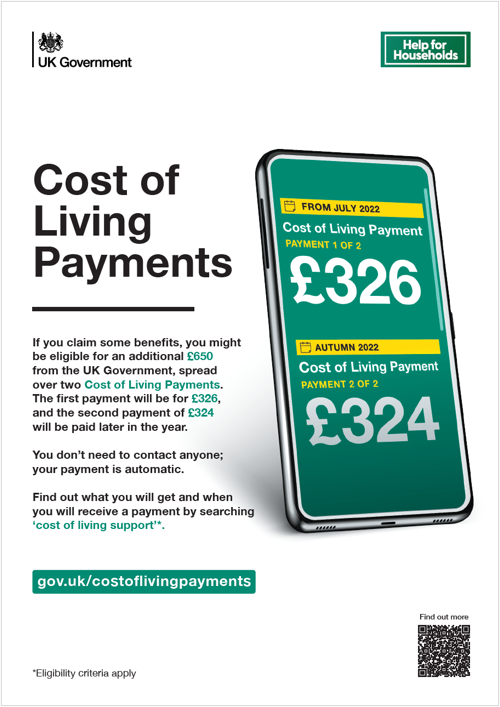 UK Government
Help for
Households
Cost of
Living
Payments
FROM JULY 2022
Cost of Living Payment
PAYMENT 1 OF 2
£326
AUTUMN 2022
Cost of Living Payment
PAYMENT 2 OF 2
£324
If you claim some benefits, you might
be eligible for an additional £650
from the UK Government, spread
over two Cost of Living Payments.
The first payment will be for £326,
and the second payment of £324
will be paid later in the year.
You don't need to contact anyone;
your payment is automatic.
Find out what you will get and when
you will receive a payment by searching
‘cost of living support’*.
gov.uk/costoflivingpayments
Find out more
*Eligibility criteria apply